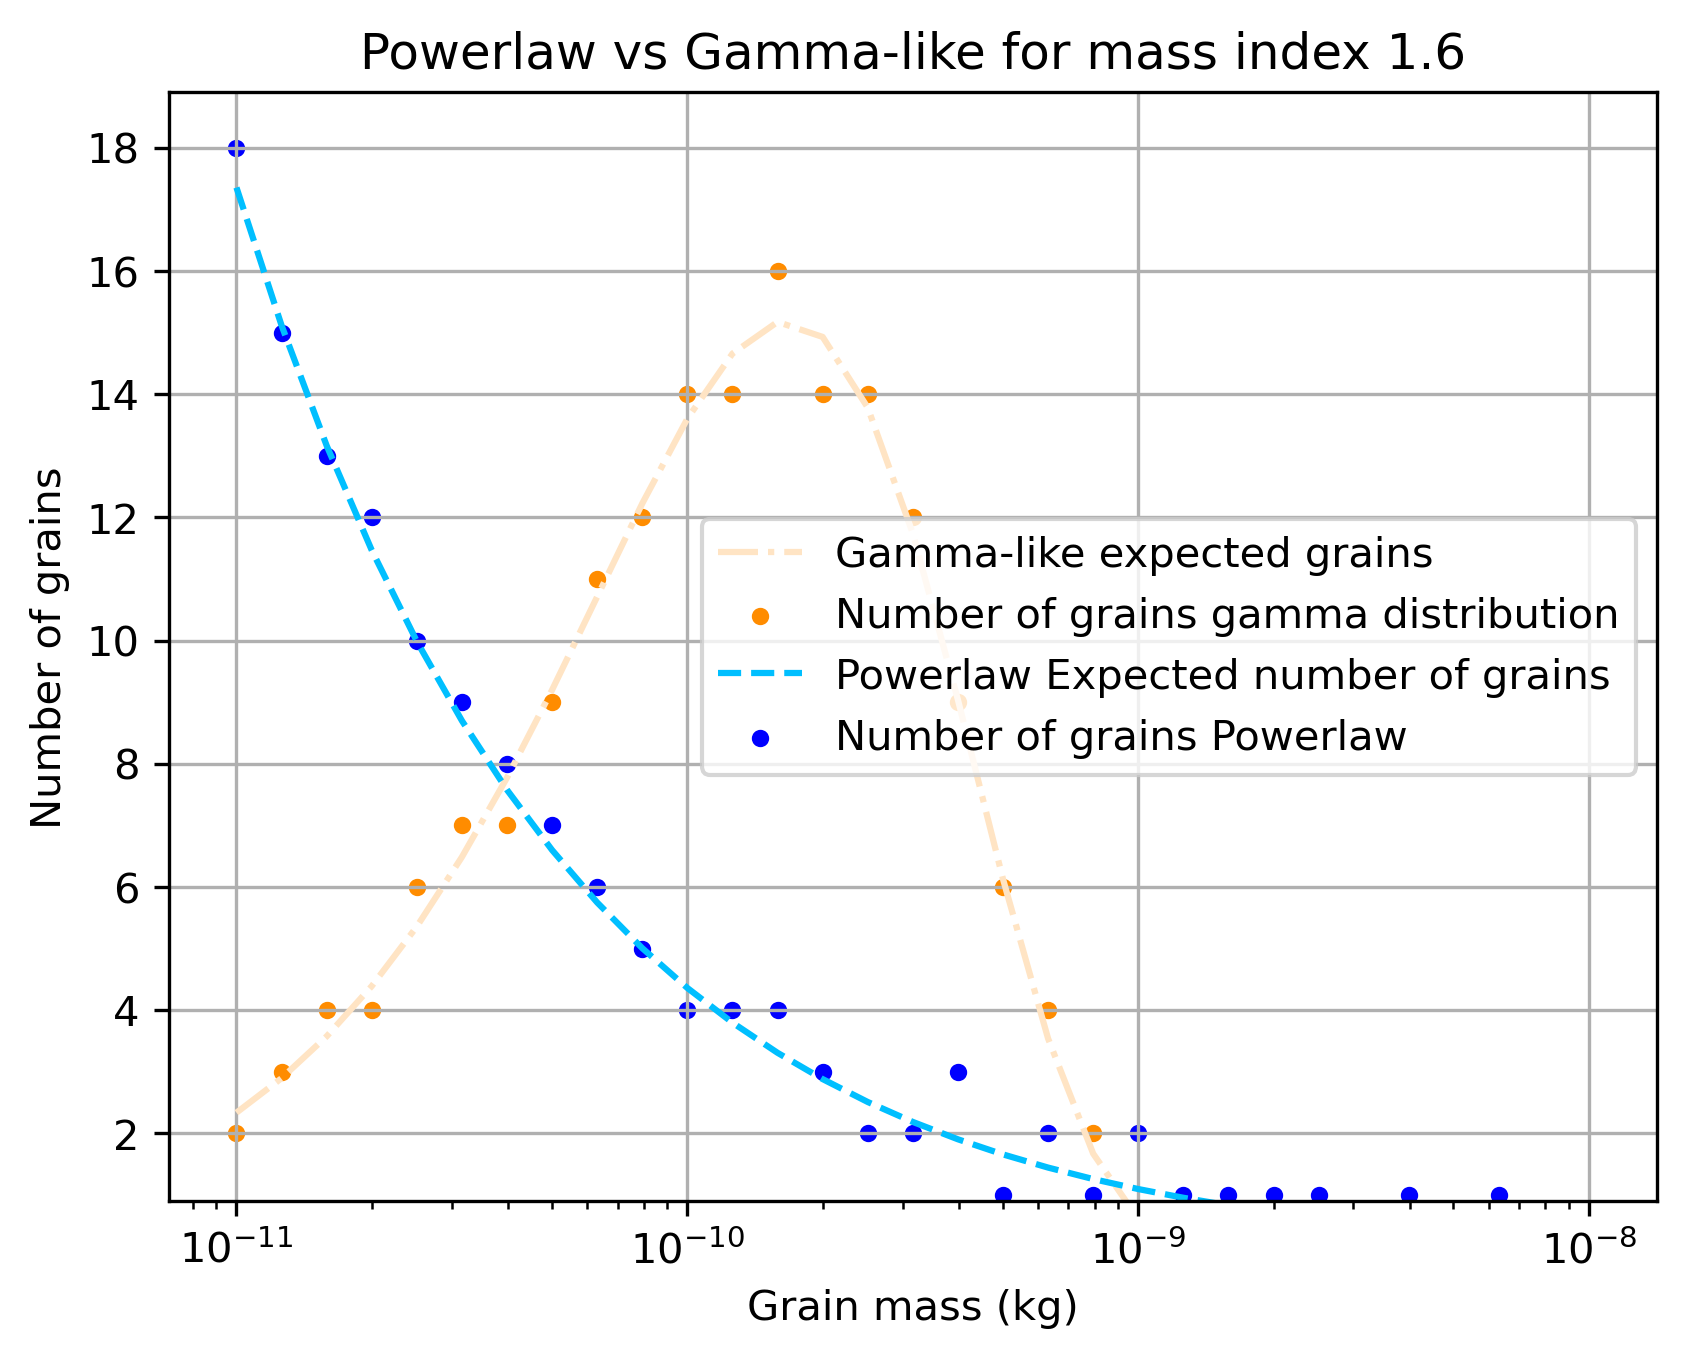 Powerlaw vs Gamma-like for mass index 1.6
Number of grains
18
16
14
12
10
8
6
4
2
Gamma-like expected grains
Number of grains gamma distribution
Powerlaw Expected number of grains
Number of grains Powerlaw
10⁻¹¹ 10⁻¹⁰ 10⁻⁹ 10⁻⁸
Grain mass (kg)